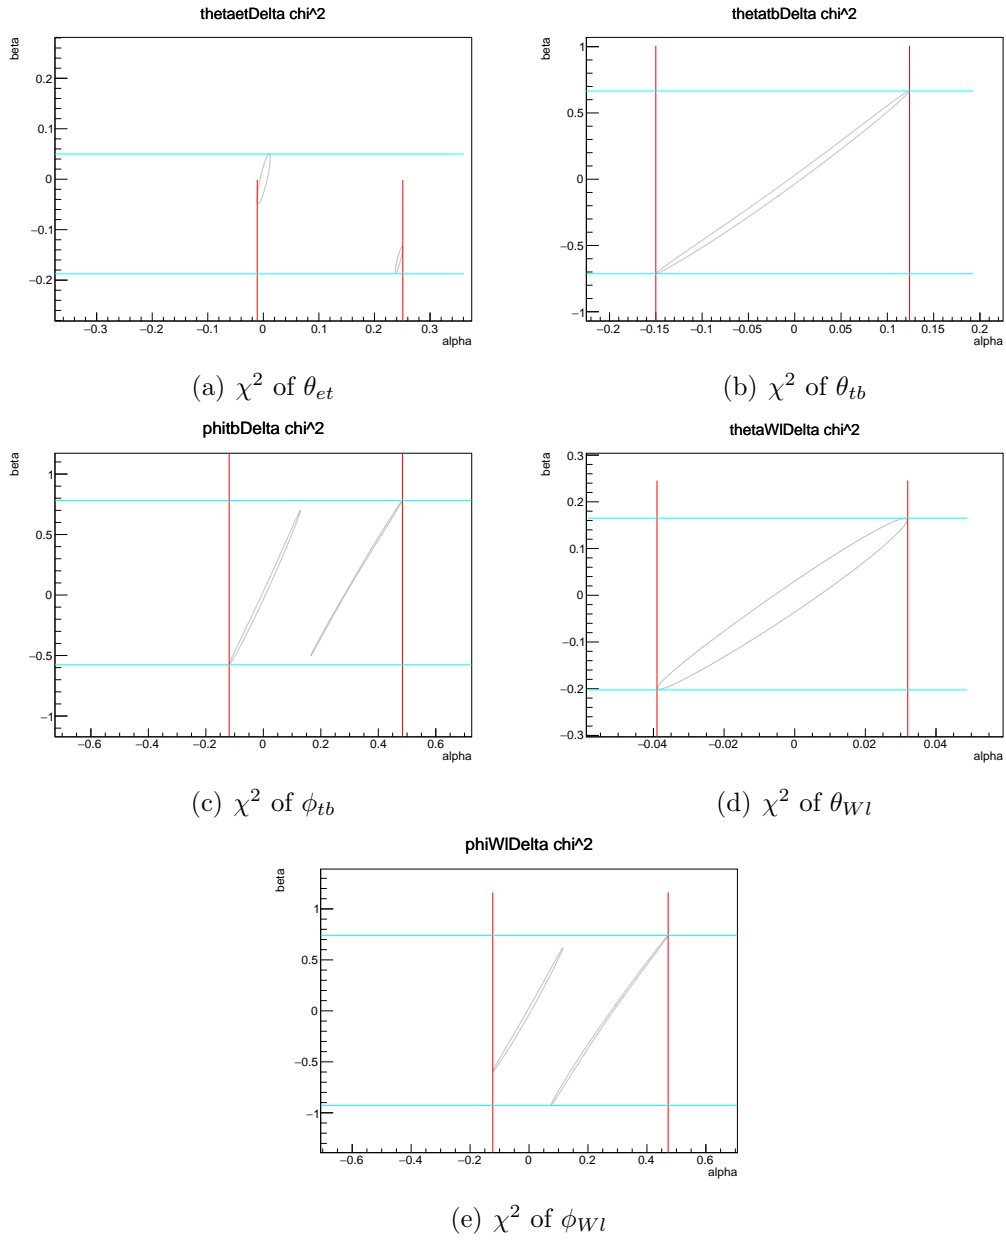 thetaetDelta chi^2
beta
0.2
0.1
0
−0.1
−0.2
−0.3 −0.2 −0.1 0 0.1 0.2 0.3
alpha
(a) χ² of θ_et
thetatbDelta chi^2
beta
1
0.5
0
−0.5
−1
−0.2 −0.15 −0.1 −0.05 0 0.05 0.1 0.15 0.2
alpha
(b) χ² of θ_tb
phitbDelta chi^2
beta
1
0.5
0
−0.5
−1
−0.6 −0.4 −0.2 0 0.2 0.4 0.6
alpha
(c) χ² of ϕ_tb
thetaWlDelta chi^2
beta
0.3
0.2
0.1
0
−0.1
−0.2
−0.3
−0.04 −0.02 0 0.02 0.04
alpha
(d) χ² of θ_Wl
phiWlDelta chi^2
beta
1
0.5
0
−0.5
−1
−0.6 −0.4 −0.2 0 0.2 0.4 0.6
alpha
(e) χ² of ϕ_Wl